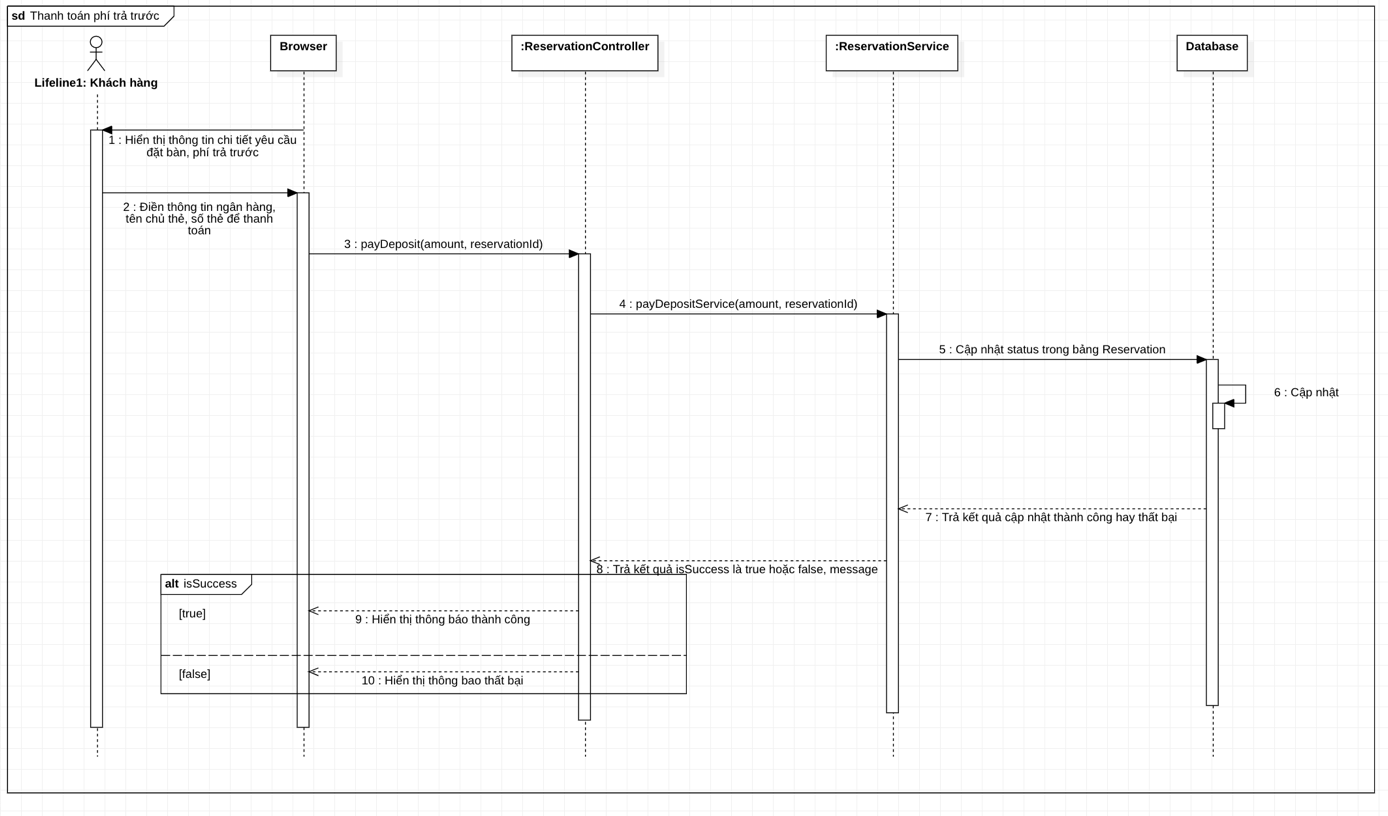 sd Thanh toán phí trả trước
Lifeline1: Khách hàng
Browser
:ReservationController
:ReservationService
Database
1 : Hiển thị thông tin chi tiết yêu cầu
đặt bàn, phí trả trước
2 : Điền thông tin ngân hàng,
tên chủ thẻ, số thẻ để thanh
toán
3 : payDeposit(amount, reservationId)
4 : payDepositService(amount, reservationId)
5 : Cập nhật status trong bảng Reservation
6 : Cập nhật
7 : Trả kết quả cập nhật thành công hay thất bại
8 : Trả kết quả isSuccess là true hoặc false, message
alt isSuccess
[true]
9 : Hiển thị thông báo thành công
[false]
10 : Hiển thị thông bao thất bại